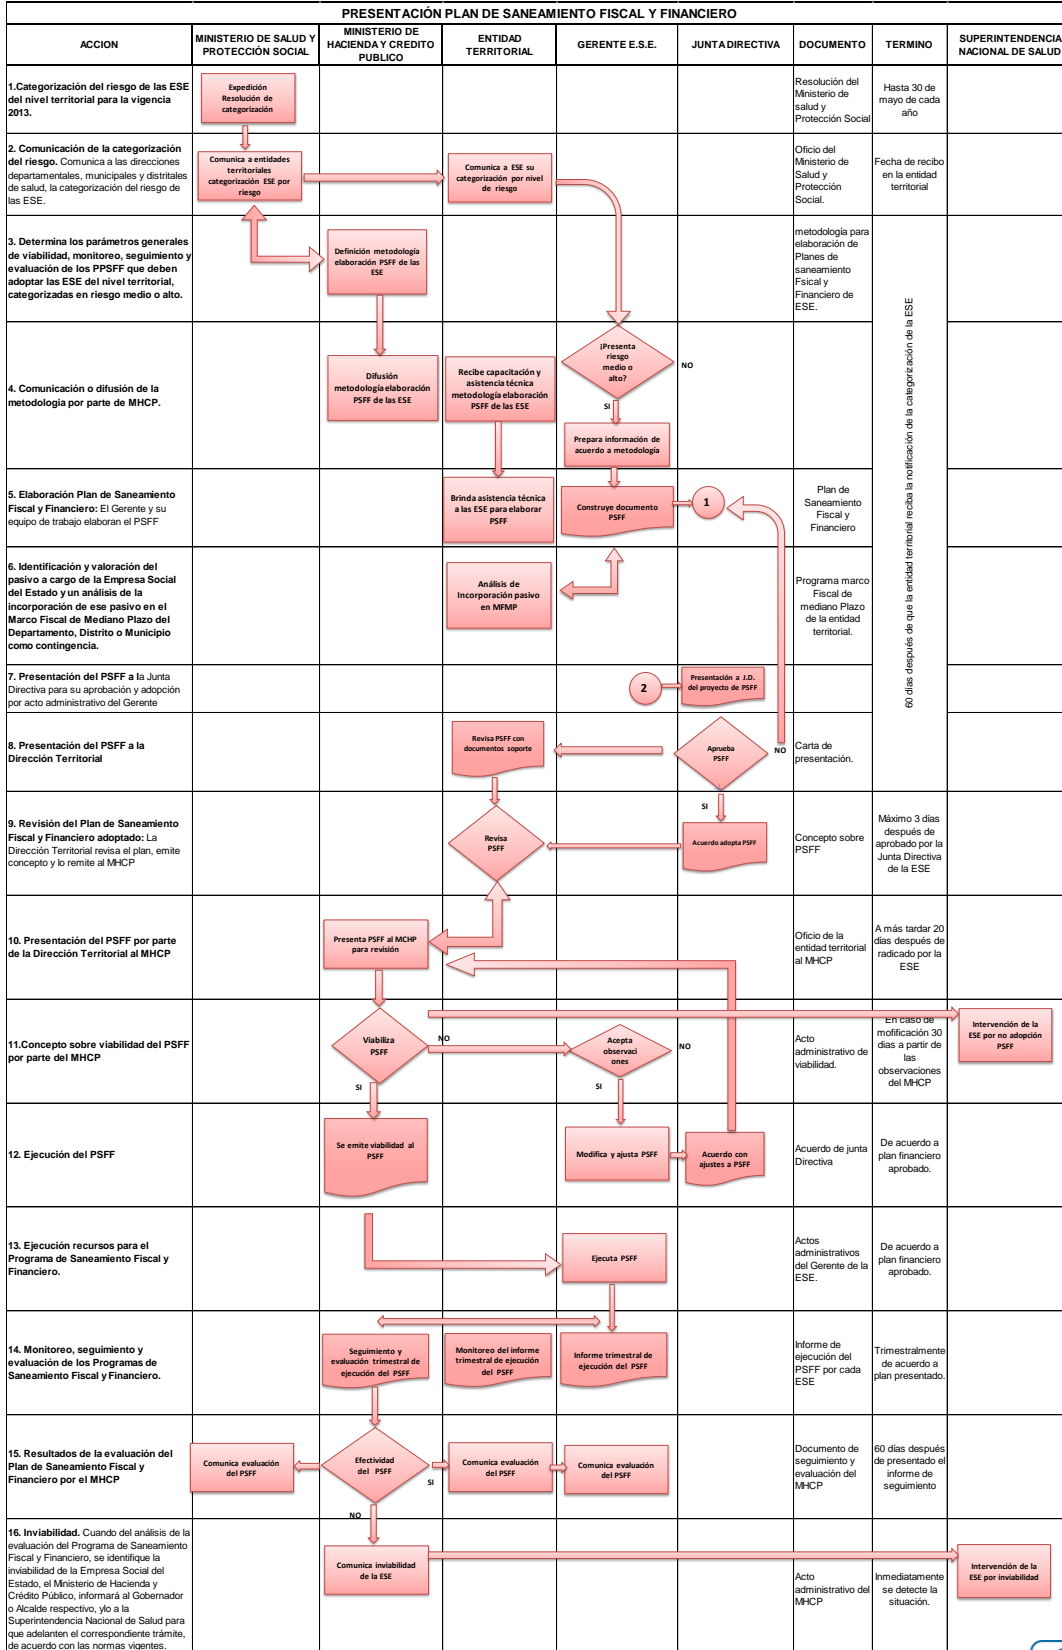 PRESENTACIÓN PLAN DE SANEAMIENTO FISCAL Y FINANCIERO
ACCION
MINISTERIO DE SALUD Y
PROTECCIÓN SOCIAL
MINISTERIO DE
HACIENDA Y CREDITO
PUBLICO
ENTIDAD
TERRITORIAL
GERENTE E.S.E.
JUNTA DIRECTIVA
DOCUMENTO
TERMINO
SUPERINTENDENCIA
NACIONAL DE SALUD
1.Categorización del riesgo de las ESE
del nivel territorial para la vigencia
2013.
Expedición
Resolución de
categorización
Resolución del
Ministerio de
salud y
Protección Social
Hasta 30 de
mayo de cada
año
2. Comunicación de la categorización
del riesgo. Comunica a las direcciones
departamentales, municipales y distritales
de salud, la categorización del riesgo de
las ESE.
Comunica a entidades
territoriales
categorización ESE por
riesgo
Comunica a ESE su
categorización por nivel
de riesgo
Oficio del
Ministerio de
Salud y
Protección
Social.
Fecha de recibo
en la entidad
territorial
3. Determina los parámetros generales
de viabilidad, monitoreo, seguimiento y
evaluación de los PPSFF que deben
adoptar las ESE del nivel territorial,
categorizadas en riesgo medio o alto.
Definición metodología
elaboración PSFF de las
ESE
metodología para
elaboración de
Planes de
saneamiento
Fsical y
Financiero de
ESE.
60 días después de que la entidad territorial reciba la notificación de la categorización de la ESE
4. Comunicación o difusión de la
metodologia por parte de MHCP.
Difusión
metodología elaboración
PSFF de las ESE
Recibe capacitación y
asistencia técnica
metodología elaboración
PSFF de las ESE
¡Presenta
riesgo
medio o
alto?
NO
SI
Prepara información de
acuerdo a metodología
5. Elaboración Plan de Saneamiento
Fiscal y Financiero: El Gerente y su
equipo de trabajo elaboran el PSFF
Brinda asistencia técnica
a las ESE para elaborar
PSFF
Construye documento
PSFF
1
Plan de
Saneamiento
Fiscal y
Financiero
6. Identificación y valoración del
pasivo a cargo de la Empresa Social
del Estado y un análisis de la
incorporación de ese pasivo en el
Marco Fiscal de Mediano Plazo del
Departamento, Distrito o Municipio
como contingencia.
Análisis de
Incorporación pasivo
en MFMP
Programa marco
Fiscal de
mediano Plazo
de la entidad
territorial.
7. Presentación del PSFF a la Junta
Directiva para su aprobación y adopción
por acto administrativo del Gerente
2
Presentación a J.D.
del proyecto de PSFF
8. Presentación del PSFF a la
Dirección Territorial
Revisa PSFF con
documentos soporte
Aprueba
PSFF
NO
SI
Carta de
presentación.
9. Revisión del Plan de Saneamiento
Fiscal y Financiero adoptado: La
Dirección Territorial revisa el plan, emite
concepto y lo remite al MHCP
Revisa
PSFF
Acuerdo adopta PSFF
Concepto sobre
PSFF
Máximo 3 días
después de
aprobado por la
Junta Directiva
de la ESE
10. Presentación del PSFF por parte
de la Dirección Territorial al MHCP
Presenta PSFF al MCHP
para revisión
Oficio de la
entidad territorial
al MHCP
A más tardar 20
días después de
radicado por la
ESE
11.Concepto sobre viabilidad del PSFF
por parte del MHCP
Viabiliza
PSFF
NO
SI
Acepta
observaci
ones
NO
SI
Acto
administrativo de
viabilidad.
En caso de
mofificación 30
dias a partir de
las
observaciones
del MHCP
Intervención de la
ESE por no adopción
PSFF
12. Ejecución del PSFF
Se emite viabilidad al
PSFF
Modifica y ajusta PSFF
Acuerdo con
ajustes a PSFF
Acuerdo de junta
Directiva
De acuerdo a
plan financiero
aprobado.
13. Ejecución recursos para el
Programa de Saneamiento Fiscal y
Financiero.
Ejecuta PSFF
Actos
administrativos
del Gerente de la
ESE.
De acuerdo a
plan financiero
aprobado.
14. Monitoreo, seguimiento y
evaluación de los Programas de
Saneamiento Fiscal y Financiero.
Seguimiento y
evaluación trimestral de
ejecución del PSFF
Monitoreo del informe
trimestral de ejecución
del PSFF
Informe trimestral de
ejecución del PSFF
Informe de
ejecución del
PSFF por cada
ESE
Trimestralmente
de acuerdo a
plan presentado.
15. Resultados de la evaluación del
Plan de Saneamiento Fiscal y
Financiero por el MHCP
Comunica evaluación
del PSFF
Efectividad
del PSFF
SI
NO
Comunica evaluación
del PSFF
Comunica evaluación
del PSFF
Documento de
seguimiento y
evaluación del
MHCP
60 días después
de presentado el
informe de
seguimiento
16. Inviabilidad. Cuando del análisis de la
evaluación del Programa de Saneamiento
Fiscal y Financiero, se identifique la
inviabilidad de la Empresa Social del
Estado, el Ministerio de Hacienda y
Crédito Público, informará al Gobernador
o Alcalde respectivo, ylo a la
Superintendencia Nacional de Salud para
que adelanten el correspondiente trámite,
de acuerdo con las normas vigentes.
Comunica inviabilidad
de la ESE
Acto
administrativo del
MHCP
Inmediatamente
se detecte la
situación.
Intervención de la
ESE por inviabilidad